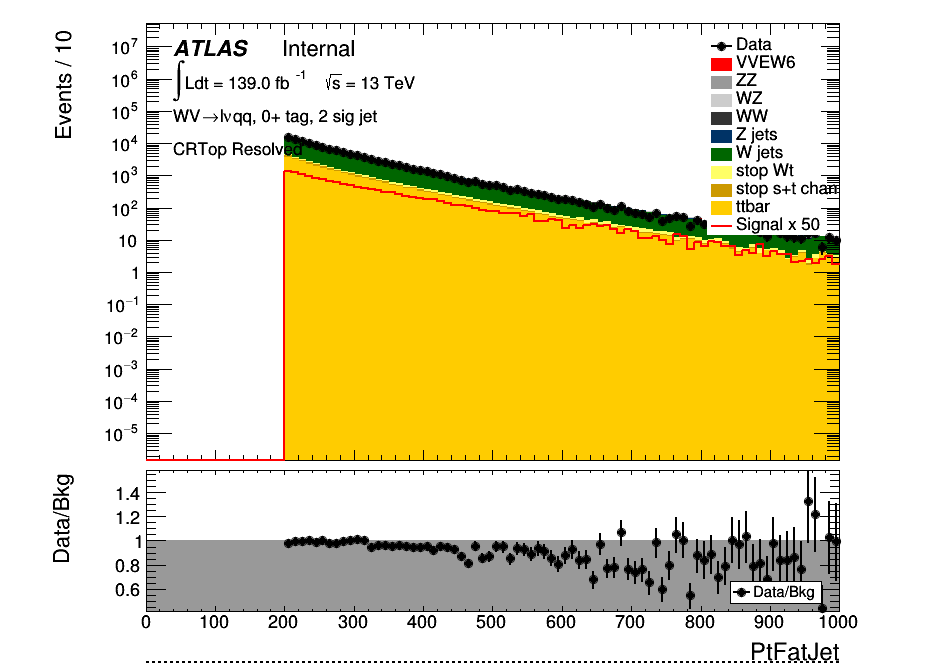 Events / 10
10⁷
10⁶
10⁵
10⁴
10³
10²
10
1
10⁻¹
10⁻²
10⁻³
10⁻⁴
10⁻⁵
ATLAS Internal
∫Ldt = 139.0 fb⁻¹ √s = 13 TeV
WV→lνqq, 0+ tag, 2 sig jet
CRTop Resolved
Data
VVEW6
ZZ
WZ
WW
Z jets
W jets
stop Wt
stop s+t chan
ttbar
Signal x 50
Data/Bkg
1.4
1.2
1
0.8
0.6
Data/Bkg
0 100 200 300 400 500 600 700 800 900 1000
PtFatJet